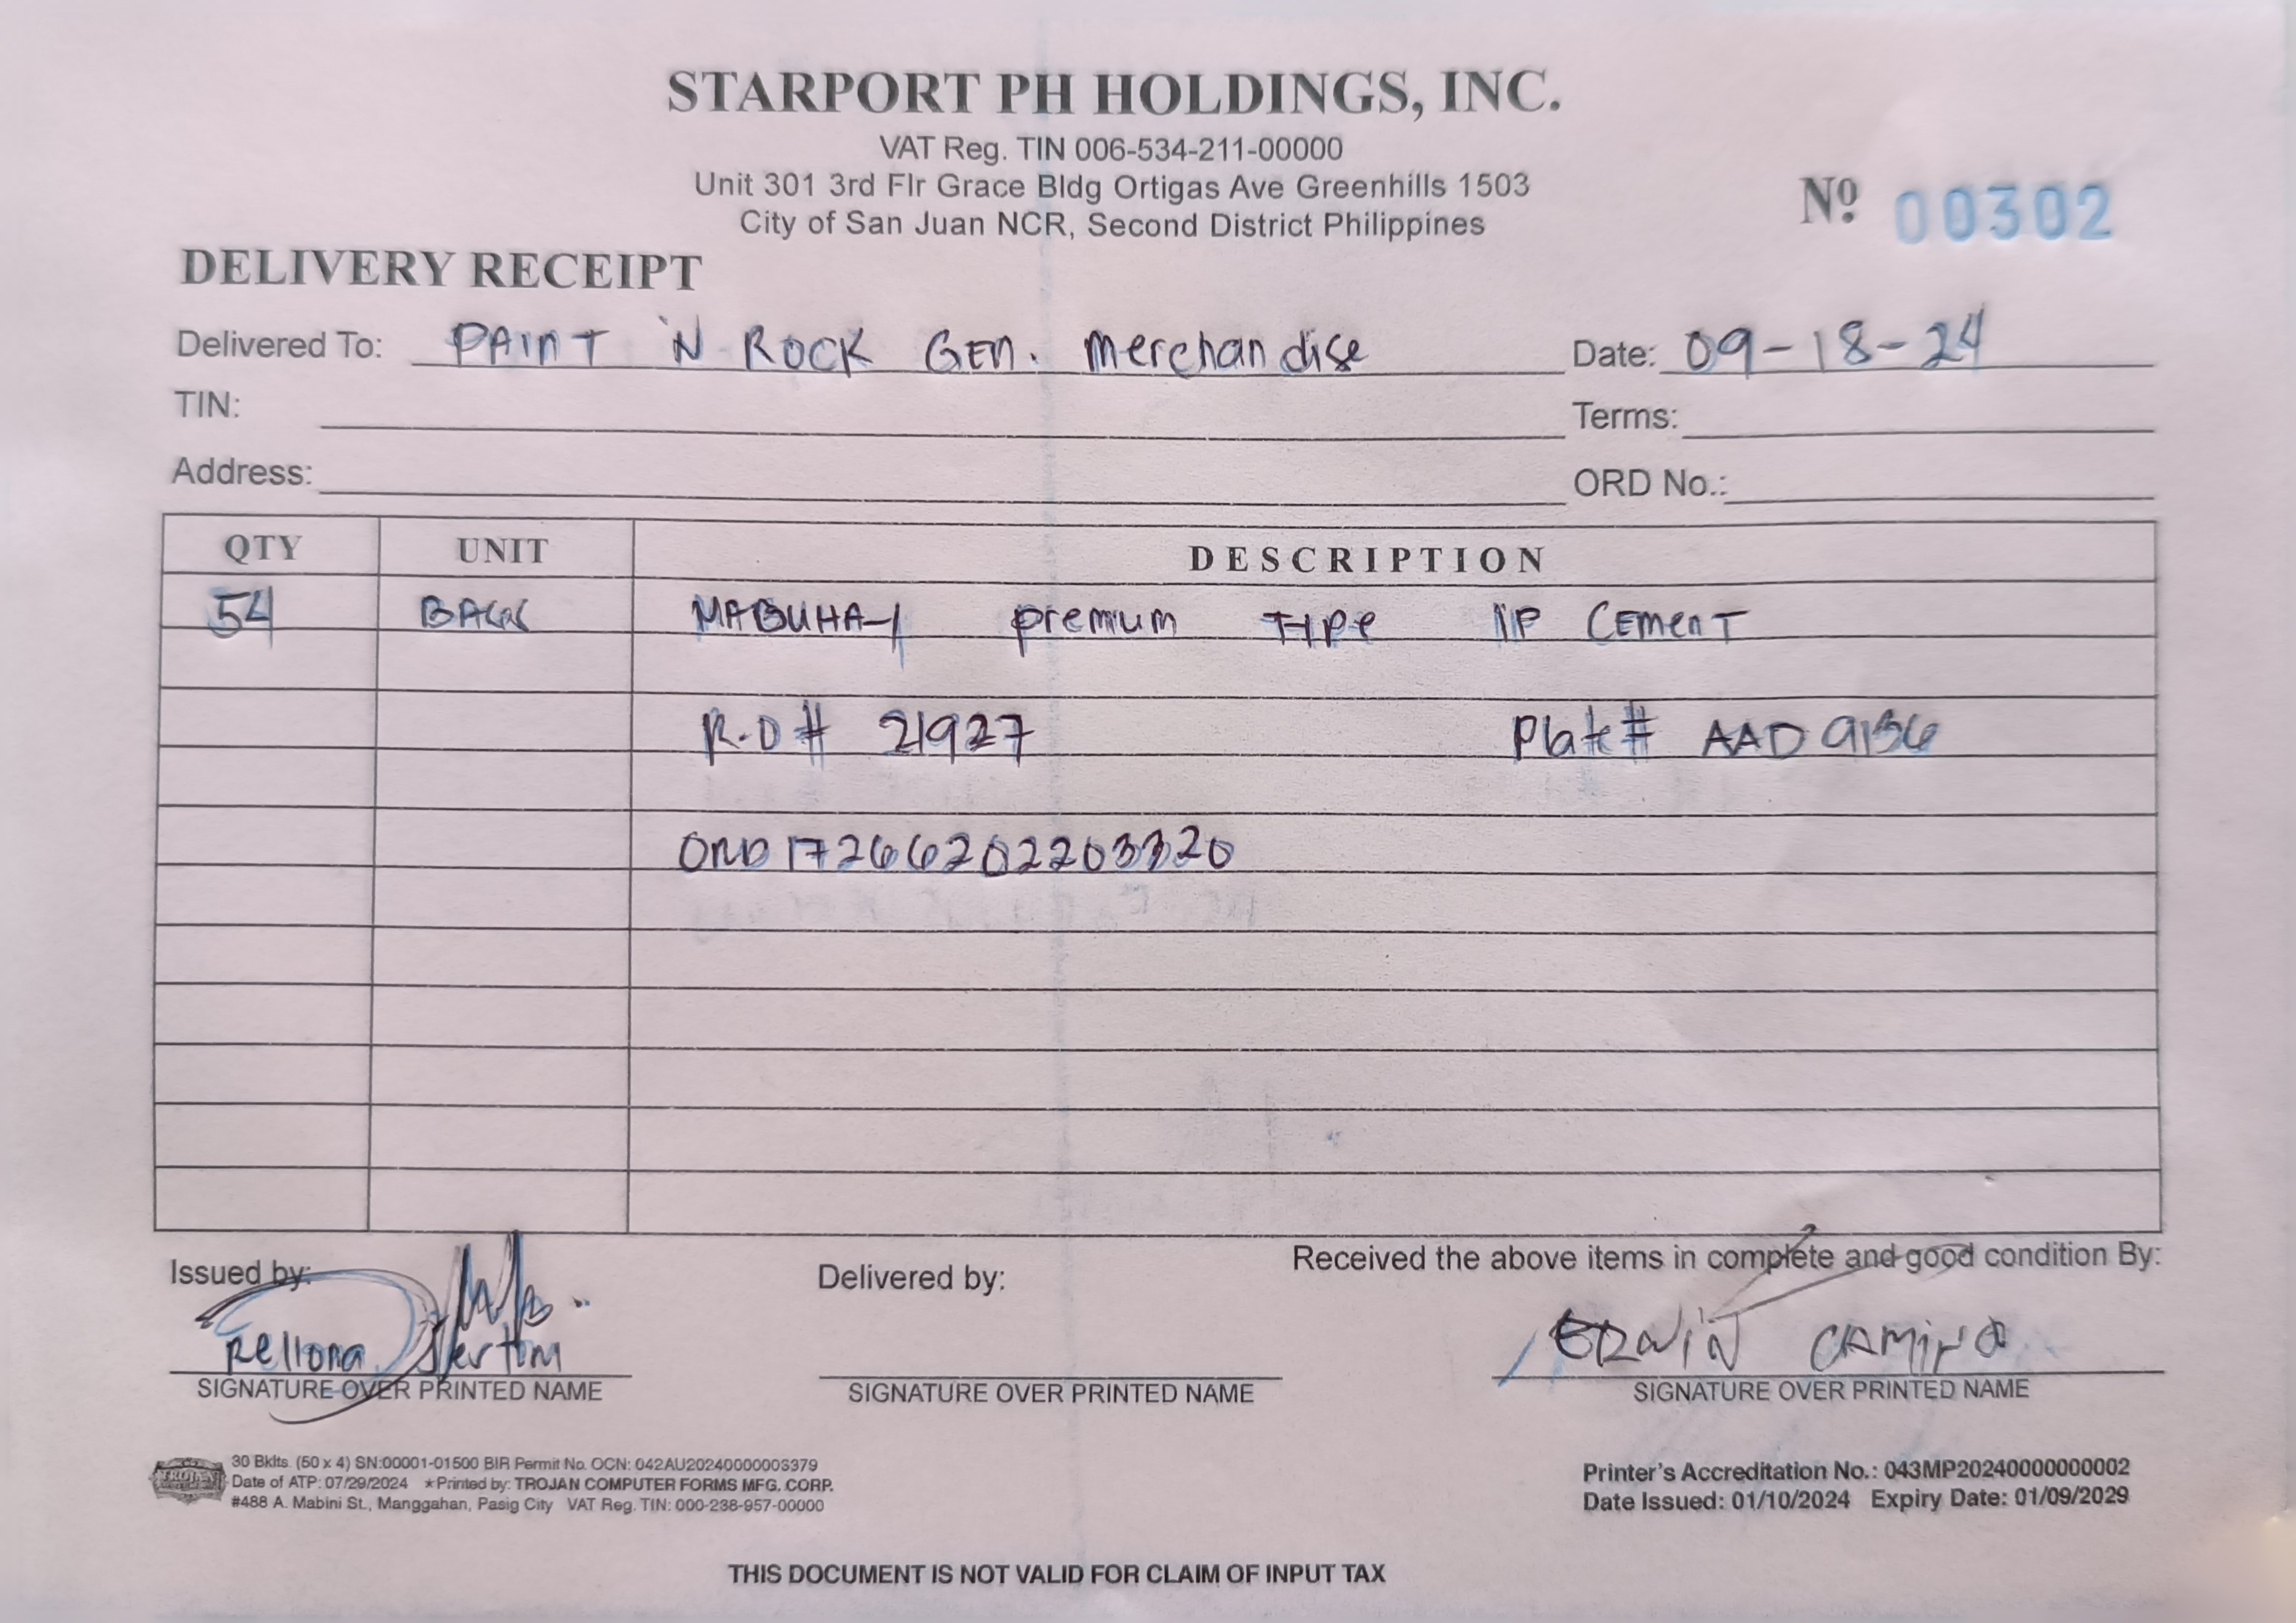 STARPORT PH HOLDINGS, INC.
VAT Reg. TIN 006-534-211-00000
Unit 301 3rd Flr Grace Bldg Ortigas Ave Greenhills 1503
City of San Juan NCR, Second District Philippines
Nº 00302
DELIVERY RECEIPT
Delivered To: PAINT 'N ROCK GEN. Merchandise Date: 09-18-24
TIN: Terms:
Address: ORD No.:
QTY UNIT DESCRIPTION
54 BAGS MABUHAY premium TYPE 1P CEMENT
R.O # 21927 Plate# AAD 9156
ORD 17266202203320
Issued by: Delivered by: Received the above items in complete and good condition By:
Rellona ERWIN CAMINO
SIGNATURE OVER PRINTED NAME SIGNATURE OVER PRINTED NAME SIGNATURE OVER PRINTED NAME
TROJAN
30 Bklts. (50 x 4) SN:00001-01500 BIR Permit No. OCN: 042AU20240000003379
Date of ATP: 07/29/2024 ★Printed by: TROJAN COMPUTER FORMS MFG. CORP.
#488 A. Mabini St., Manggahan, Pasig City VAT Reg. TIN: 000-238-957-00000
Printer's Accreditation No.: 043MP20240000000002
Date Issued: 01/10/2024 Expiry Date: 01/09/2029
THIS DOCUMENT IS NOT VALID FOR CLAIM OF INPUT TAX